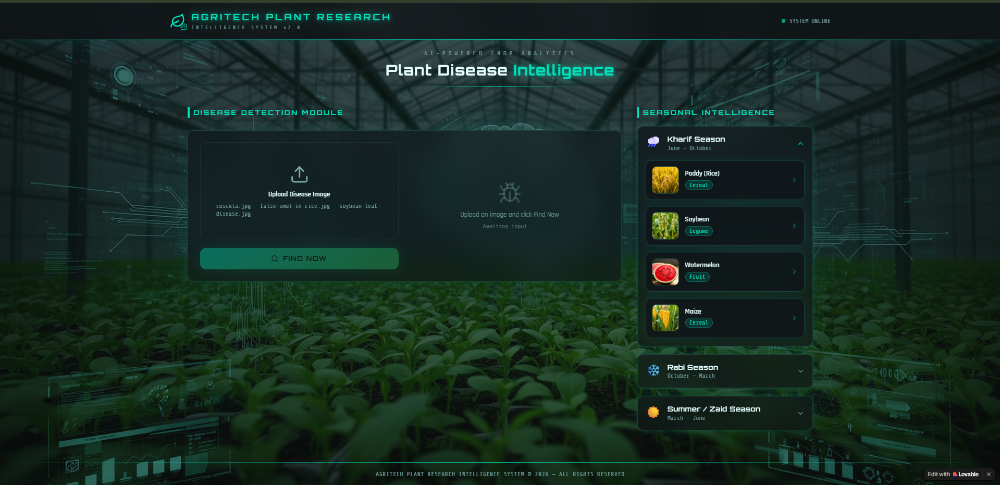 AGRITECH PLANT RESEARCH
INTELLIGENCE SYSTEM v2.0
SYSTEM ONLINE
AI-POWERED CROP ANALYTICS
Plant Disease Intelligence
DISEASE DETECTION MODULE
Upload Disease Image
cuscuta.jpg · false-smut-in-rice.jpg · soybean-leaf-
disease.jpg
FIND NOW
Upload an image and click Find Now
Awaiting input...
SEASONAL INTELLIGENCE
Kharif Season
June – October
Paddy (Rice)
Cereal
Soybean
Legume
Watermelon
Fruit
Maize
Cereal
Rabi Season
October – March
Summer / Zaid Season
March – June
AGRITECH PLANT RESEARCH INTELLIGENCE SYSTEM © 2026 — ALL RIGHTS RESERVED
Edit with Lovable